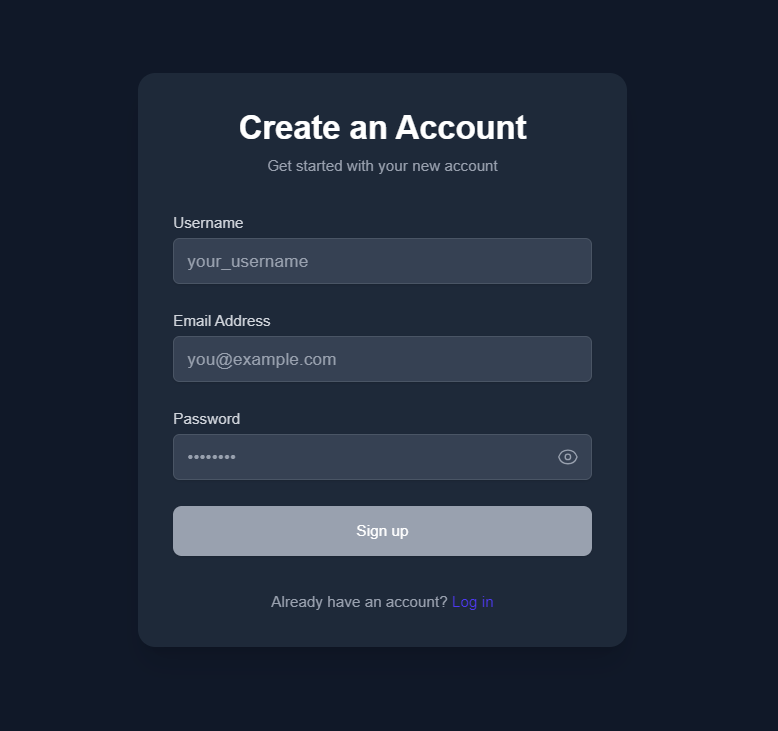 Create an Account
Get started with your new account
Username
your_username
Email Address
you@example.com
Password
••••••••
Sign up
Already have an account? Log in